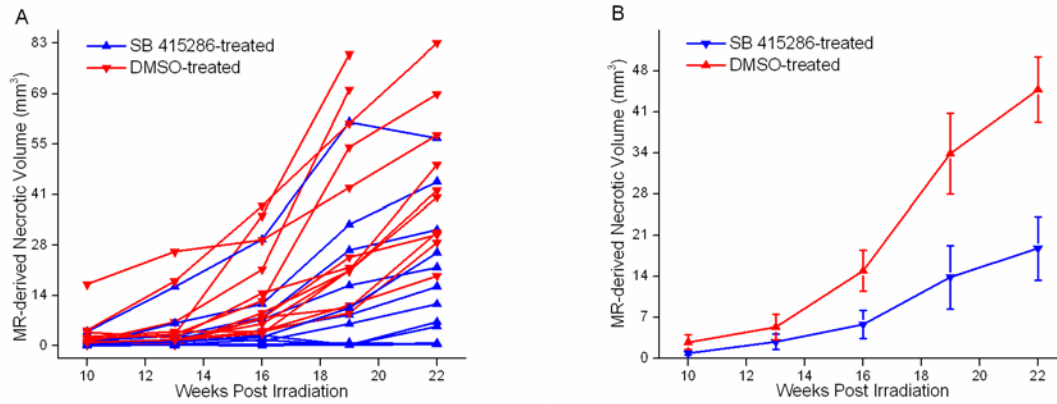 A
SB 415286-treated
DMSO-treated
MR-derived Necrotic Volume (mm³)
83
69
55
41
28
14
0
10 12 14 16 18 20 22
Weeks Post Irradiation
B
SB 415286-treated
DMSO-treated
MR-derived Necrotic Volume (mm³)
48
41
34
28
21
14
7
0
10 12 14 16 18 20 22
Weeks Post Irradiation